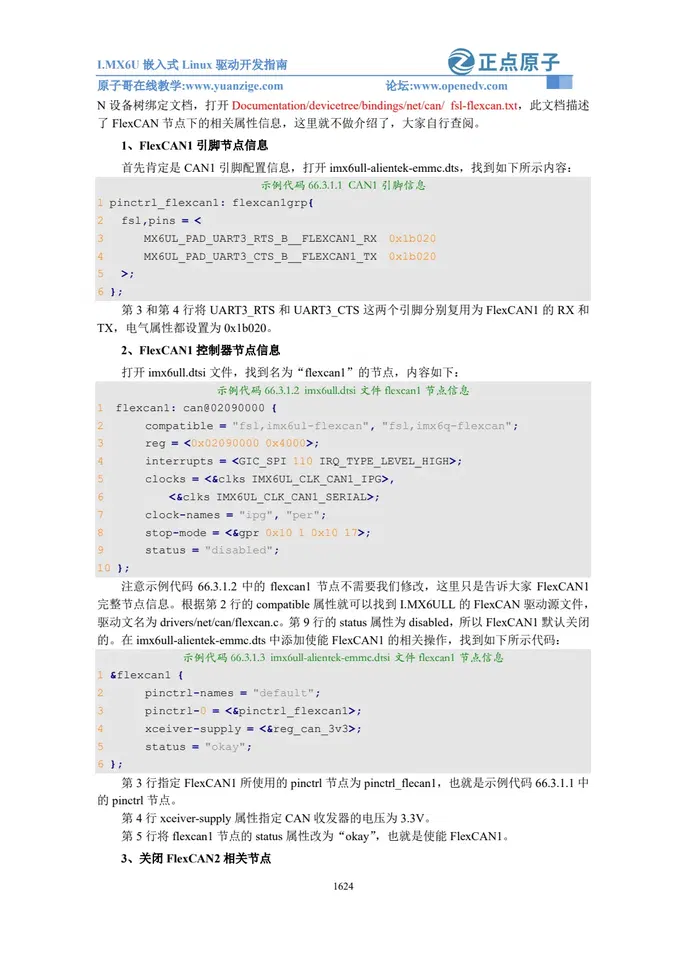 I.MX6U 嵌入式 Linux 驱动开发指南
正点原子
原子哥在线教学:www.yuanzige.com 论坛:www.openedv.com
N 设备树绑定文档，打开 Documentation/devicetree/bindings/net/can/ fsl-flexcan.txt，此文档描述
了 FlexCAN 节点下的相关属性信息，这里就不做介绍了，大家自行查阅。
1、FlexCAN1 引脚节点信息
首先肯定是 CAN1 引脚配置信息，打开 imx6ull-alientek-emmc.dts，找到如下所示内容：
示例代码 66.3.1.1 CAN1 引脚信息
1 pinctrl_flexcan1: flexcan1grp{
2 fsl,pins = <
3 MX6UL_PAD_UART3_RTS_B__FLEXCAN1_RX 0x1b020
4 MX6UL_PAD_UART3_CTS_B__FLEXCAN1_TX 0x1b020
5 >;
6 };
第 3 和第 4 行将 UART3_RTS 和 UART3_CTS 这两个引脚分别复用为 FlexCAN1 的 RX 和
TX，电气属性都设置为 0x1b020。
2、FlexCAN1 控制器节点信息
打开 imx6ull.dtsi 文件，找到名为“flexcan1”的节点，内容如下：
示例代码 66.3.1.2 imx6ull.dtsi 文件 flexcan1 节点信息
1 flexcan1: can@02090000 {
2 compatible = "fsl,imx6ul-flexcan", "fsl,imx6q-flexcan";
3 reg = <0x02090000 0x4000>;
4 interrupts = <GIC_SPI 110 IRQ_TYPE_LEVEL_HIGH>;
5 clocks = <&clks IMX6UL_CLK_CAN1_IPG>,
6 <&clks IMX6UL_CLK_CAN1_SERIAL>;
7 clock-names = "ipg", "per";
8 stop-mode = <&gpr 0x10 1 0x10 17>;
9 status = "disabled";
10 };
注意示例代码 66.3.1.2 中的 flexcan1 节点不需要我们修改，这里只是告诉大家 FlexCAN1
完整节点信息。根据第 2 行的 compatible 属性就可以找到 I.MX6ULL 的 FlexCAN 驱动源文件，
驱动文名为 drivers/net/can/flexcan.c。第 9 行的 status 属性为 disabled，所以 FlexCAN1 默认关闭
的。在 imx6ull-alientek-emmc.dts 中添加使能 FlexCAN1 的相关操作，找到如下所示代码：
示例代码 66.3.1.3 imx6ull-alientek-emmc.dtsi 文件 flexcan1 节点信息
1 &flexcan1 {
2 pinctrl-names = "default";
3 pinctrl-0 = <&pinctrl_flexcan1>;
4 xceiver-supply = <&reg_can_3v3>;
5 status = "okay";
6 };
第 3 行指定 FlexCAN1 所使用的 pinctrl 节点为 pinctrl_flecan1，也就是示例代码 66.3.1.1 中
的 pinctrl 节点。
第 4 行 xceiver-supply 属性指定 CAN 收发器的电压为 3.3V。
第 5 行将 flexcan1 节点的 status 属性改为“okay”，也就是使能 FlexCAN1。
3、关闭 FlexCAN2 相关节点
1624